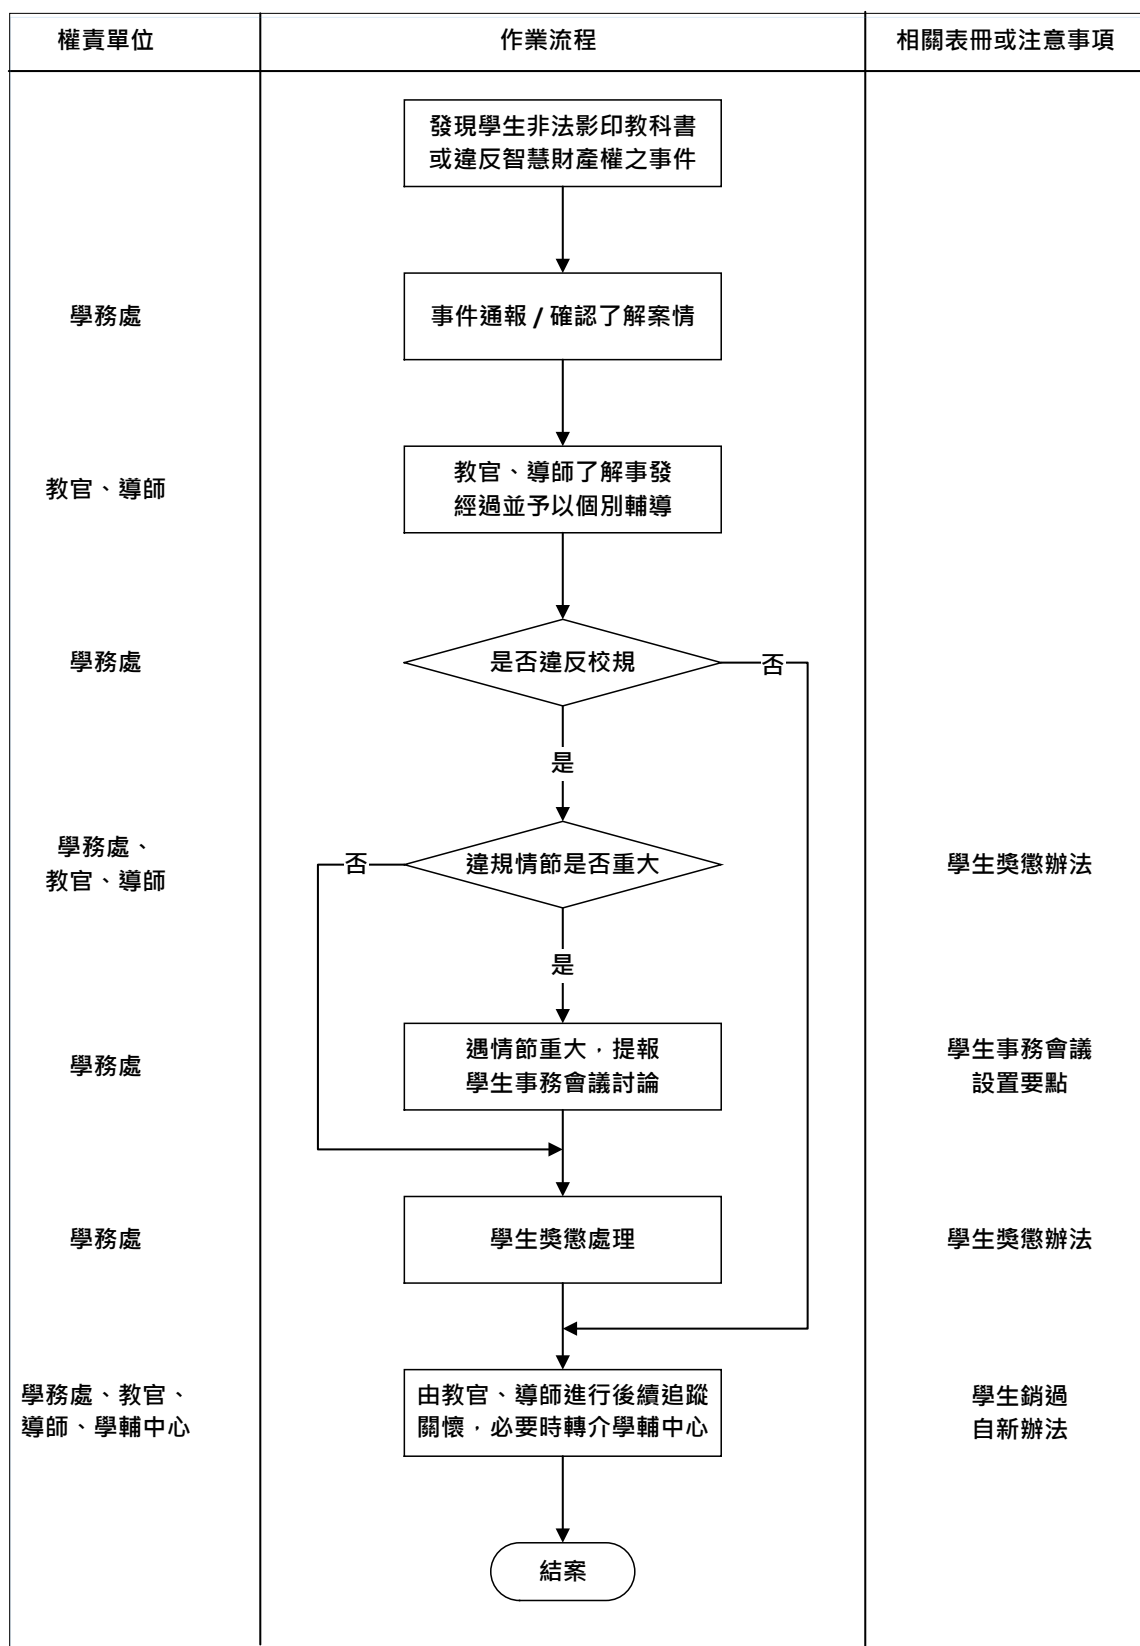 權責單位
作業流程
相關表冊或注意事項
發現學生非法影印教科書
或違反智慧財產權之事件
學務處
事件通報 / 確認了解案情
教官、導師
教官、導師了解事發
經過並予以個別輔導
學務處
是否違反校規
否
是
學務處、
教官、導師
否
違規情節是否重大
學生獎懲辦法
是
學務處
遇情節重大，提報
學生事務會議討論
學生事務會議
設置要點
學務處
學生獎懲處理
學生獎懲辦法
學務處、教官、
導師、學輔中心
由教官、導師進行後續追蹤
關懷，必要時轉介學輔中心
學生銷過
自新辦法
結案